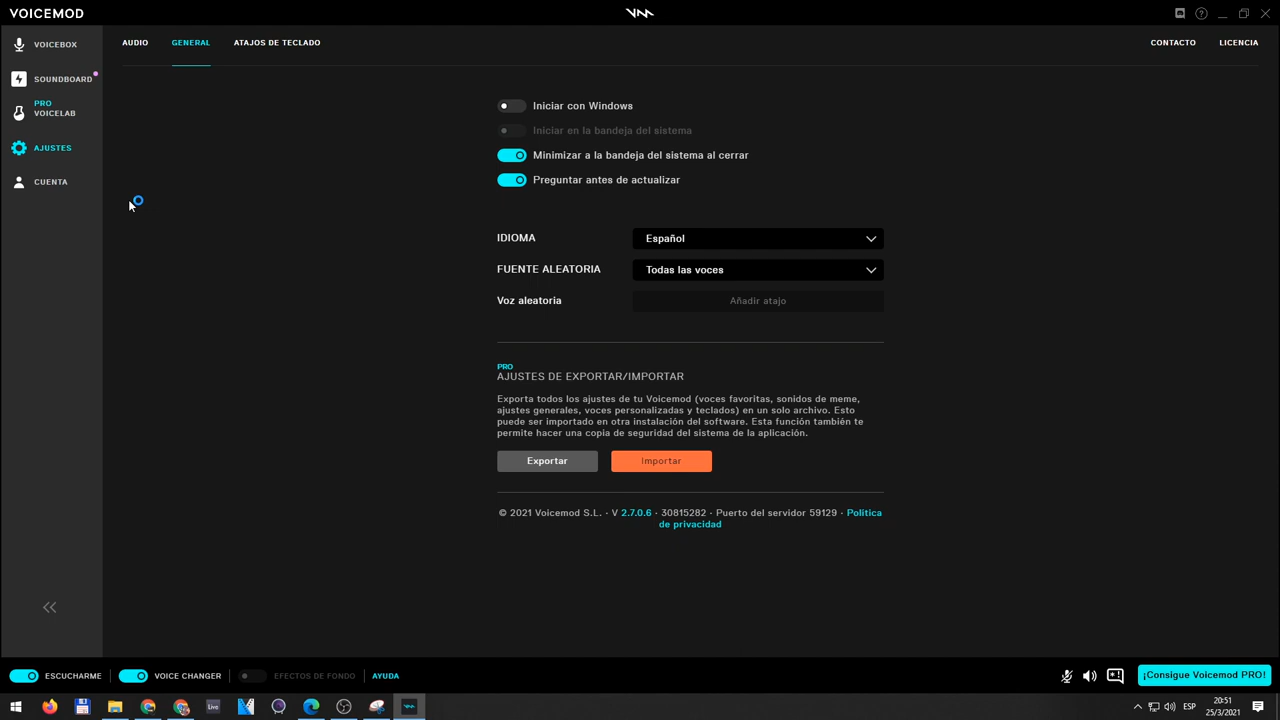 VOICEMOD
VOICEBOX
SOUNDBOARD
PRO
VOICELAB
AJUSTES
CUENTA
AUDIO
GENERAL
ATAJOS DE TECLADO
CONTACTO
LICENCIA
Iniciar con Windows
Iniciar en la bandeja del sistema
Minimizar a la bandeja del sistema al cerrar
Preguntar antes de actualizar
IDIOMA
Español
FUENTE ALEATORIA
Todas las voces
Voz aleatoria
Añadir atajo
PRO
AJUSTES DE EXPORTAR/IMPORTAR
Exporta todos los ajustes de tu Voicemod (voces favoritas, sonidos de meme,
ajustes generales, voces personalizadas y teclados) en un solo archivo. Esto
puede ser importado en otra instalación del software. Esta función también te
permite hacer una copia de seguridad del sistema de la aplicación.
Exportar
Importar
© 2021 Voicemod S.L. · V 2.7.0.6 · 30815282 · Puerto del servidor 59129 · Política
de privacidad
ESCUCHARME
VOICE CHANGER
EFECTOS DE FONDO
AYUDA
¡Consigue Voicemod PRO!
Live
ESP
20:51
25/3/2021